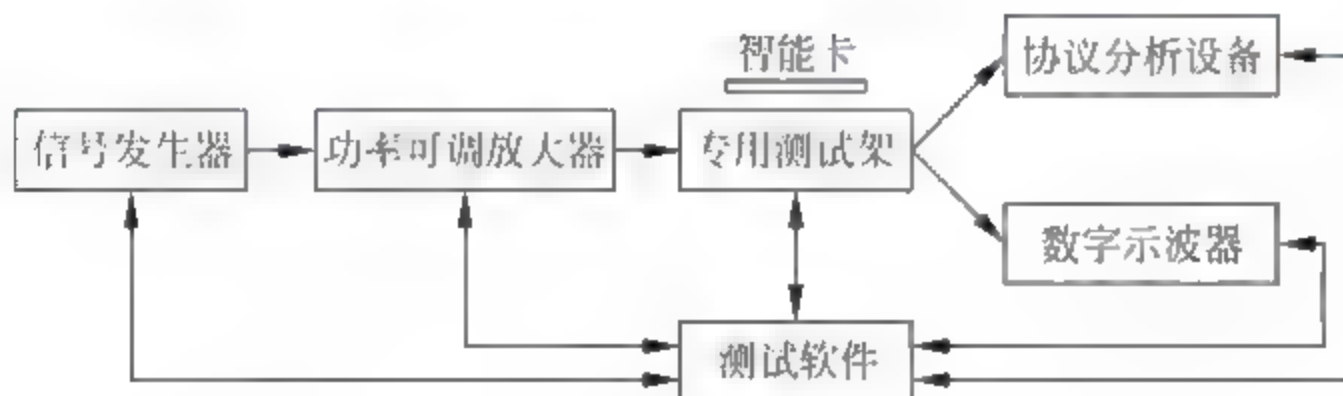 智能卡
协议分析设备
信号发生器
功率可调放大器
专用测试架
数字示波器
测试软件